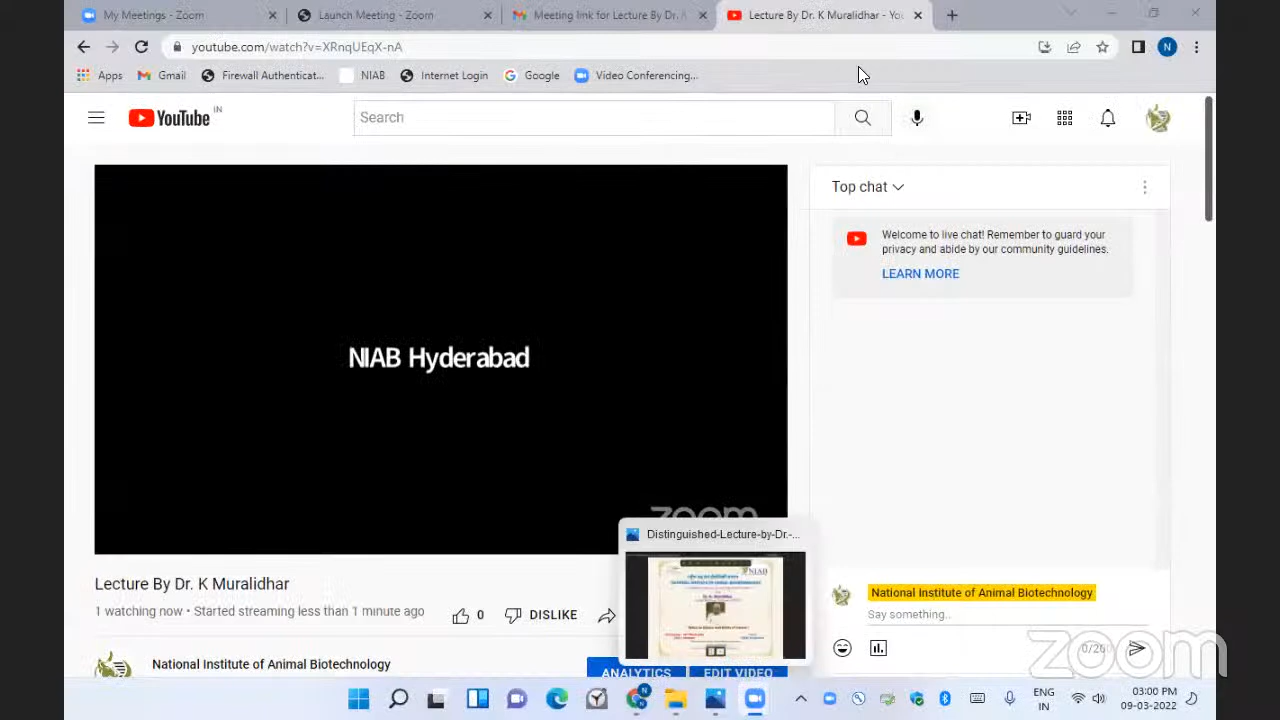 My Meetings - Zoom
Launch Meeting - Zoom
Meeting link for Lecture By Dr.
Lecture By Dr. K Muralidhar - Yo
youtube.com/watch?v=XRnqUEqX-nA
N
Apps
Gmail
Firewall Authenticat...
NIAB
Internet Login
Google
Video Conferencing...
YouTube IN
Search
Top chat
Welcome to live chat! Remember to guard your
privacy and abide by our community guidelines.
LEARN MORE
NIAB Hyderabad
zoom
Distinguished-Lecture-by-Dr.-...
NIAB
Lecture By Dr. K Muralidhar
1 watching now • Started streaming less than 1 minute ago
0
DISLIKE
National Institute of Animal Biotechnology
Say something...
0/200
zoom
National Institute of Animal Biotechnology
ANALYTICS
EDIT VIDEO
ENG
IN
03:00 PM
09-03-2022